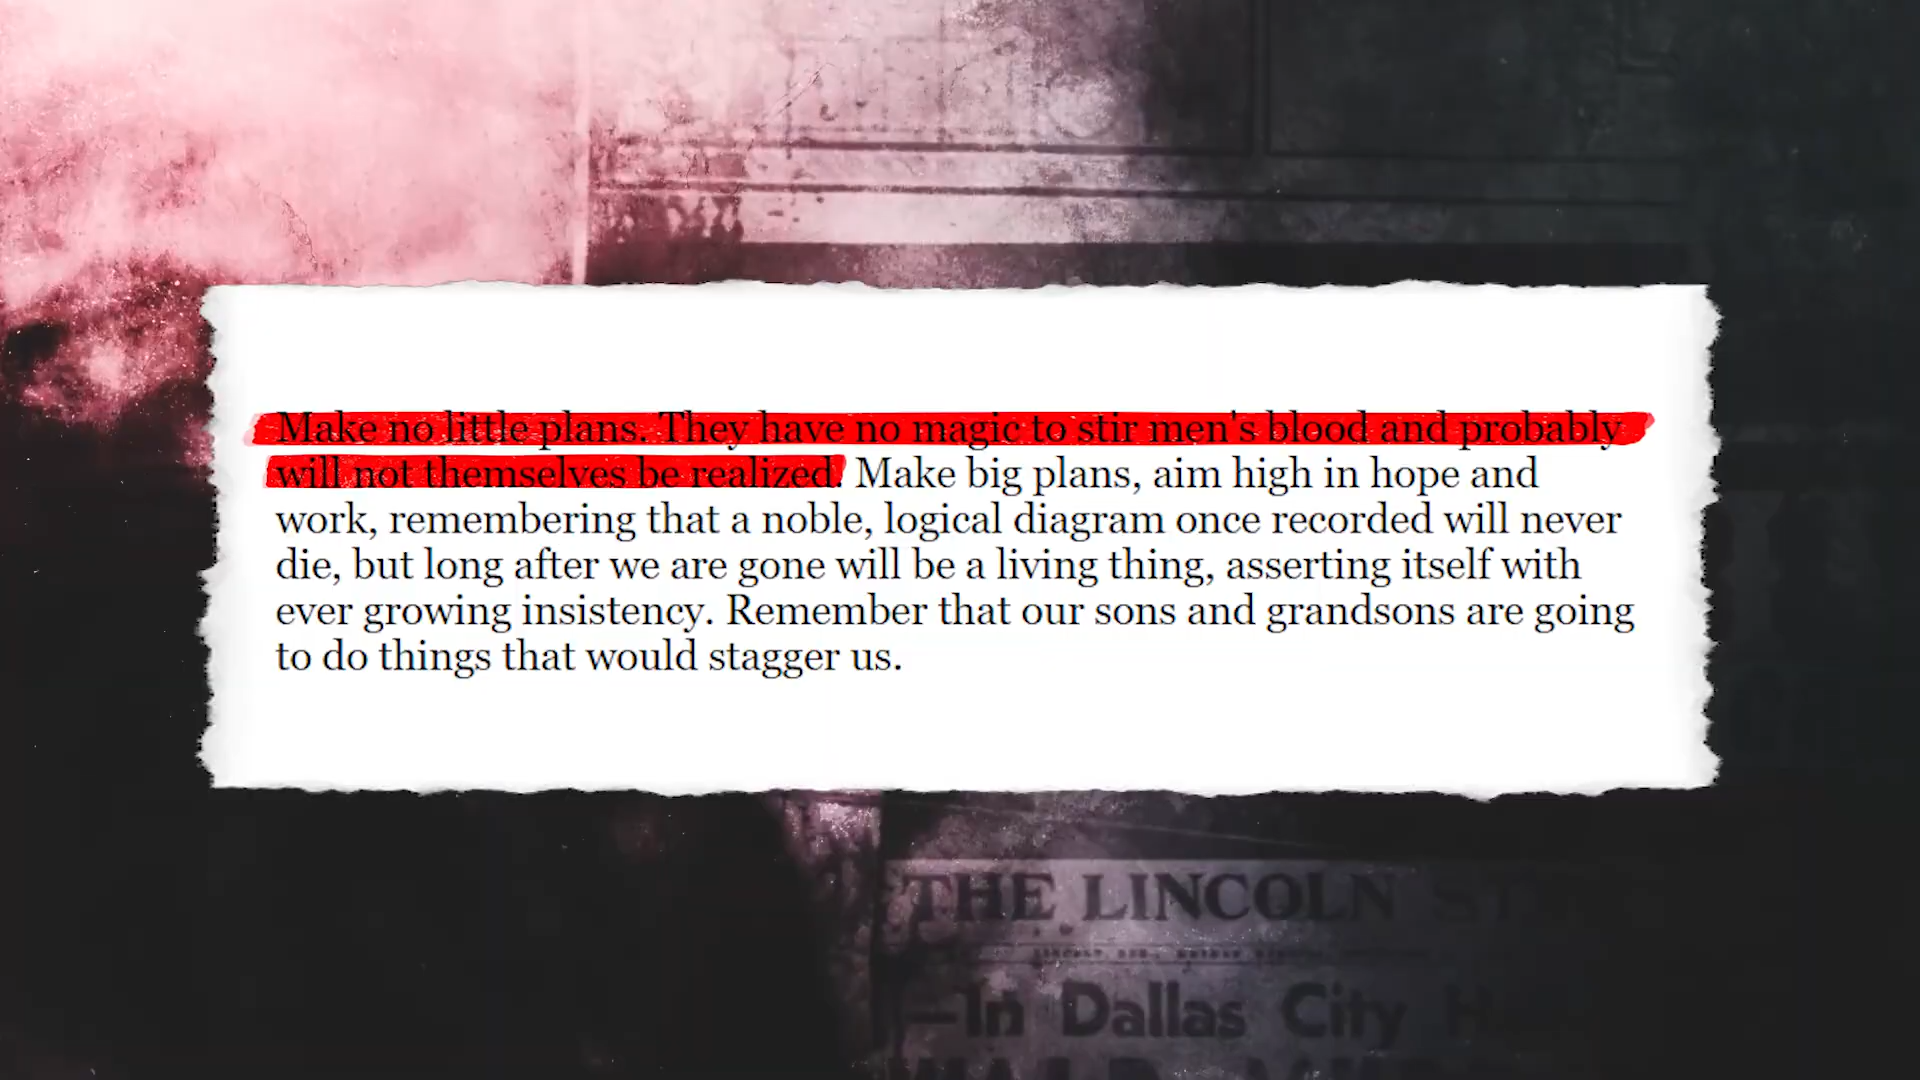 Make no little plans. They have no magic to stir men's blood and probably
will not themselves be realized. Make big plans, aim high in hope and
work, remembering that a noble, logical diagram once recorded will never
die, but long after we are gone will be a living thing, asserting itself with
ever growing insistency. Remember that our sons and grandsons are going
to do things that would stagger us.
THE LINCOLN
—In Dallas City